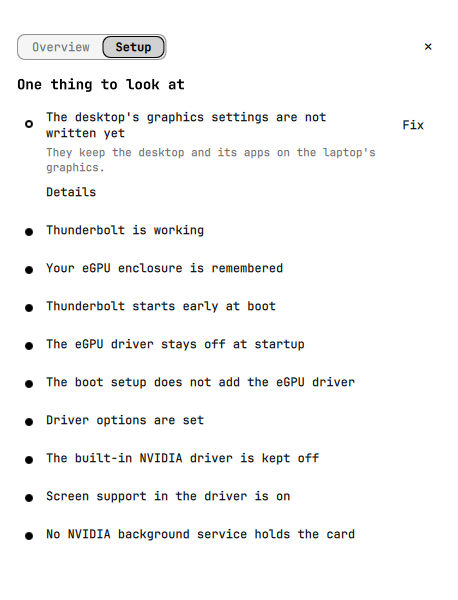 Overview Setup ×
One thing to look at
The desktop's graphics settings are not
written yet
Fix
They keep the desktop and its apps on the laptop's
graphics.
Details
Thunderbolt is working
Your eGPU enclosure is remembered
Thunderbolt starts early at boot
The eGPU driver stays off at startup
The boot setup does not add the eGPU driver
Driver options are set
The built-in NVIDIA driver is kept off
Screen support in the driver is on
No NVIDIA background service holds the card